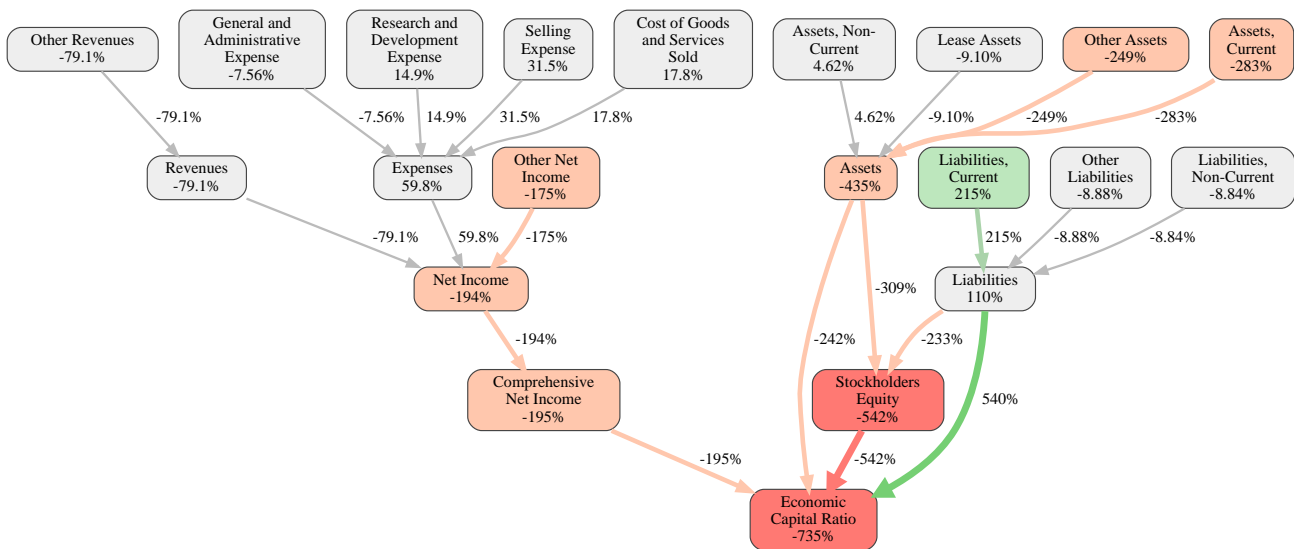 Other Revenues
-79.1%
General and
Administrative
Expense
-7.56%
Research and
Development
Expense
14.9%
Selling
Expense
31.5%
Cost of Goods
and Services
Sold
17.8%
Assets, Non-
Current
4.62%
Lease Assets
-9.10%
Other Assets
-249%
Assets,
Current
-283%
-79.1%
-7.56%
14.9%
31.5%
17.8%
4.62%
-9.10%
-249%
-283%
Revenues
-79.1%
Expenses
59.8%
Other Net
Income
-175%
Assets
-435%
Liabilities,
Current
215%
Other
Liabilities
-8.88%
Liabilities,
Non-Current
-8.84%
-79.1%
59.8%
-175%
215%
-8.88%
-8.84%
Net Income
-194%
-309%
Liabilities
110%
-194%
-242%
-233%
Comprehensive
Net Income
-195%
Stockholders
Equity
-542%
540%
-195%
-542%
Economic
Capital Ratio
-735%